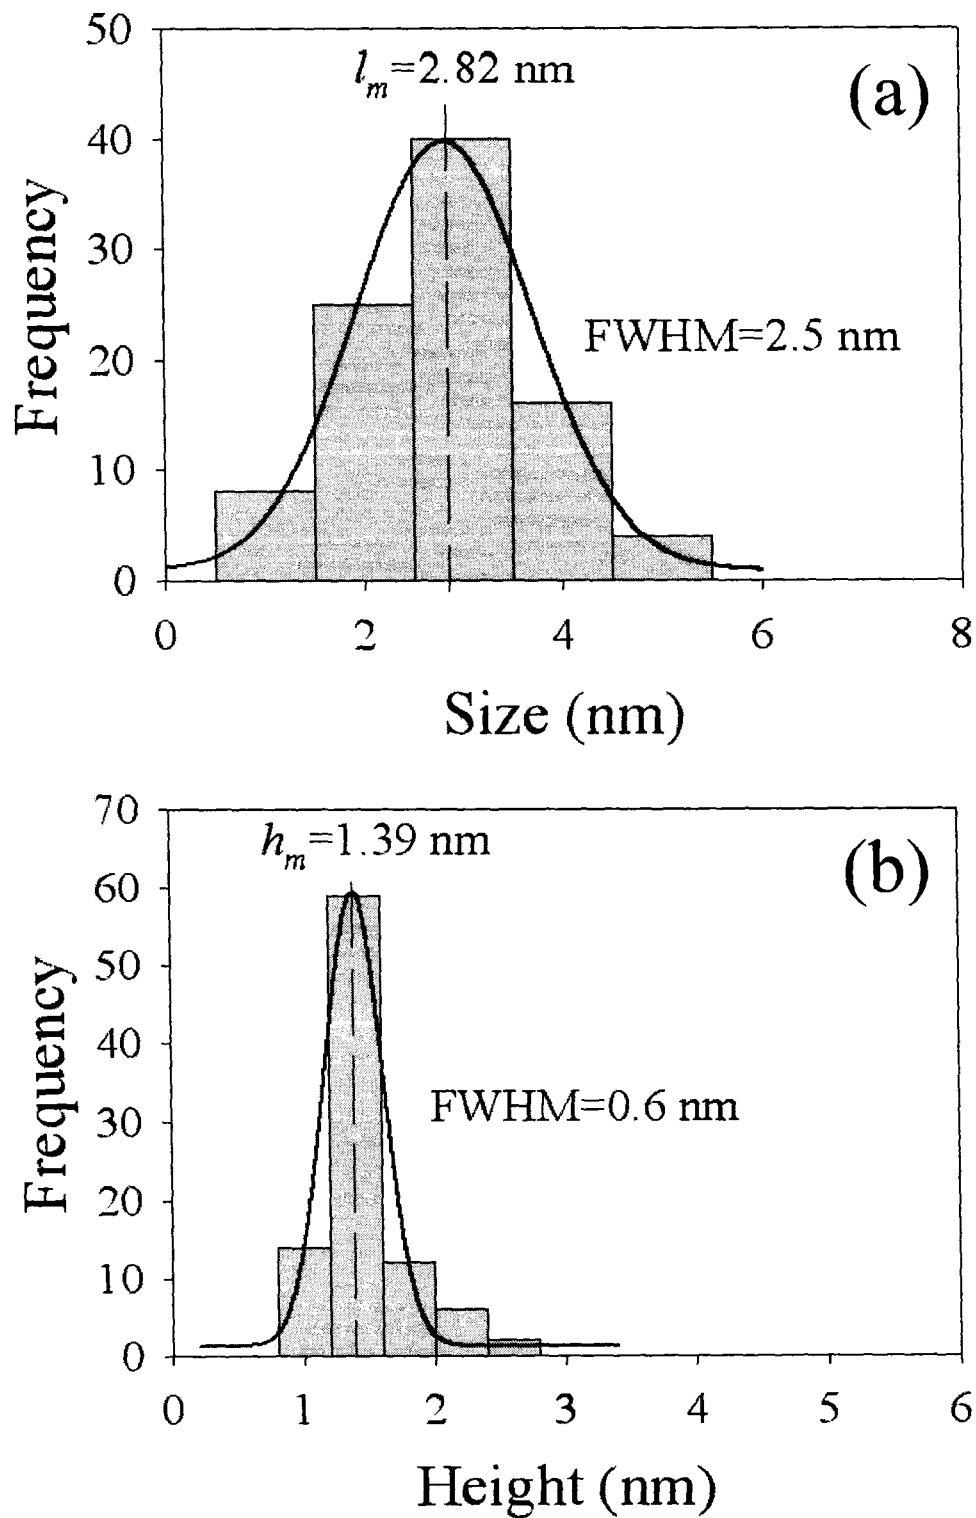 50
l_m=2.82 nm
(a)
40
30
FWHM=2.5 nm
20
10
0
Frequency
0 2 4 6 8
Size (nm)
70
h_m=1.39 nm
(b)
60
50
40
FWHM=0.6 nm
30
20
10
0
Frequency
0 1 2 3 4 5 6
Height (nm)